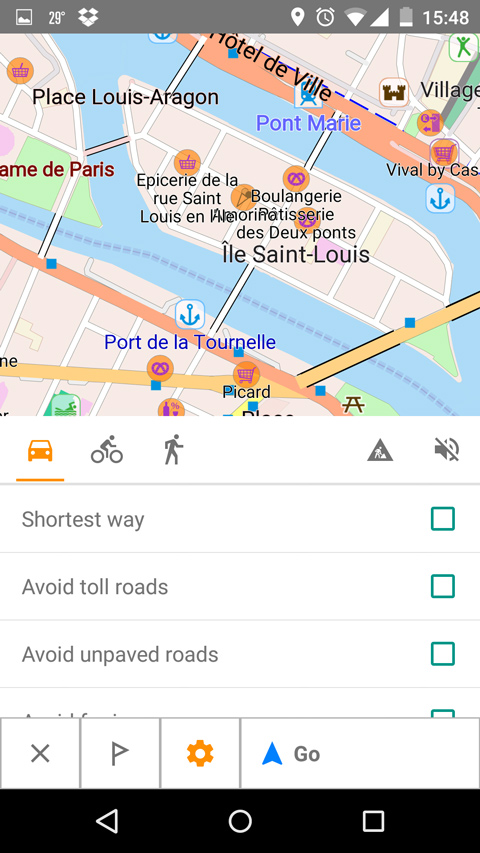 29°
15:48
Hôtel de Ville
Place Louis-Aragon
Village
Pont Marie
ame de Paris
Vival by Cas
Epicerie de la
rue Saint
Louis en l'Île
Amorino
Boulangerie
Pâtisserie
des Deux ponts
Île Saint-Louis
Port de la Tournelle
ne
Picard
er
Place
Shortest way
Avoid toll roads
Avoid unpaved roads
Go